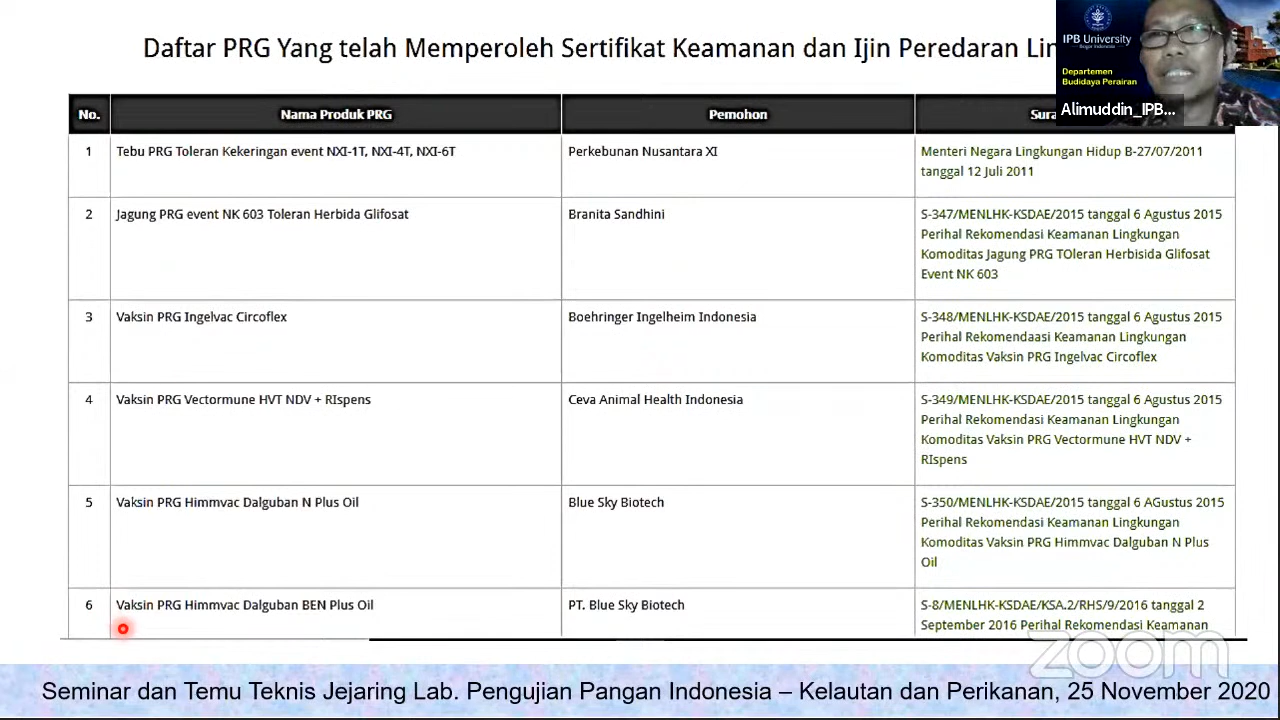 Daftar PRG Yang telah Memperoleh Sertifikat Keamanan dan Ijin Peredaran Lin
IPB University
Bogor Indonesia
Departemen
Budidaya Perairan
Alimuddin_IPB...
No. Nama Produk PRG Pemohon Sura
1 Tebu PRG Toleran Kekeringan event NXI-1T, NXI-4T, NXI-6T Perkebunan Nusantara XI Menteri Negara Lingkungan Hidup B-27/07/2011
tanggal 12 Juli 2011
2 Jagung PRG event NK 603 Toleran Herbida Glifosat Branita Sandhini S-347/MENLHK-KSDAE/2015 tanggal 6 Agustus 2015
Perihal Rekomendasi Keamanan Lingkungan
Komoditas Jagung PRG TOleran Herbisida Glifosat
Event NK 603
3 Vaksin PRG Ingelvac Circoflex Boehringer Ingelheim Indonesia S-348/MENLHK-KSDAE/2015 tanggal 6 Agustus 2015
Perihal Rekomendaasi Keamanan Lingkungan
Komoditas Vaksin PRG Ingelvac Circoflex
4 Vaksin PRG Vectormune HVT NDV + RIspens Ceva Animal Health Indonesia S-349/MENLHK-KSDAE/2015 tanggal 6 Agustus 2015
Perihal Rekomendasi Keamanan Lingkungan
Komoditas Vaksin PRG Vectormune HVT NDV +
RIspens
5 Vaksin PRG Himmvac Dalguban N Plus Oil Blue Sky Biotech S-350/MENLHK-KSDAE/2015 tanggal 6 AGustus 2015
Perihal Rekomendasi Keamanan Lingkungan
Komoditas Vaksin PRG Himmvac Dalguban N Plus
Oil
6 Vaksin PRG Himmvac Dalguban BEN Plus Oil PT. Blue Sky Biotech S-8/MENLHK-KSDAE/KSA.2/RHS/9/2016 tanggal 2
September 2016 Perihal Rekomendasi Keamanan
zoom
Seminar dan Temu Teknis Jejaring Lab. Pengujian Pangan Indonesia – Kelautan dan Perikanan, 25 November 2020